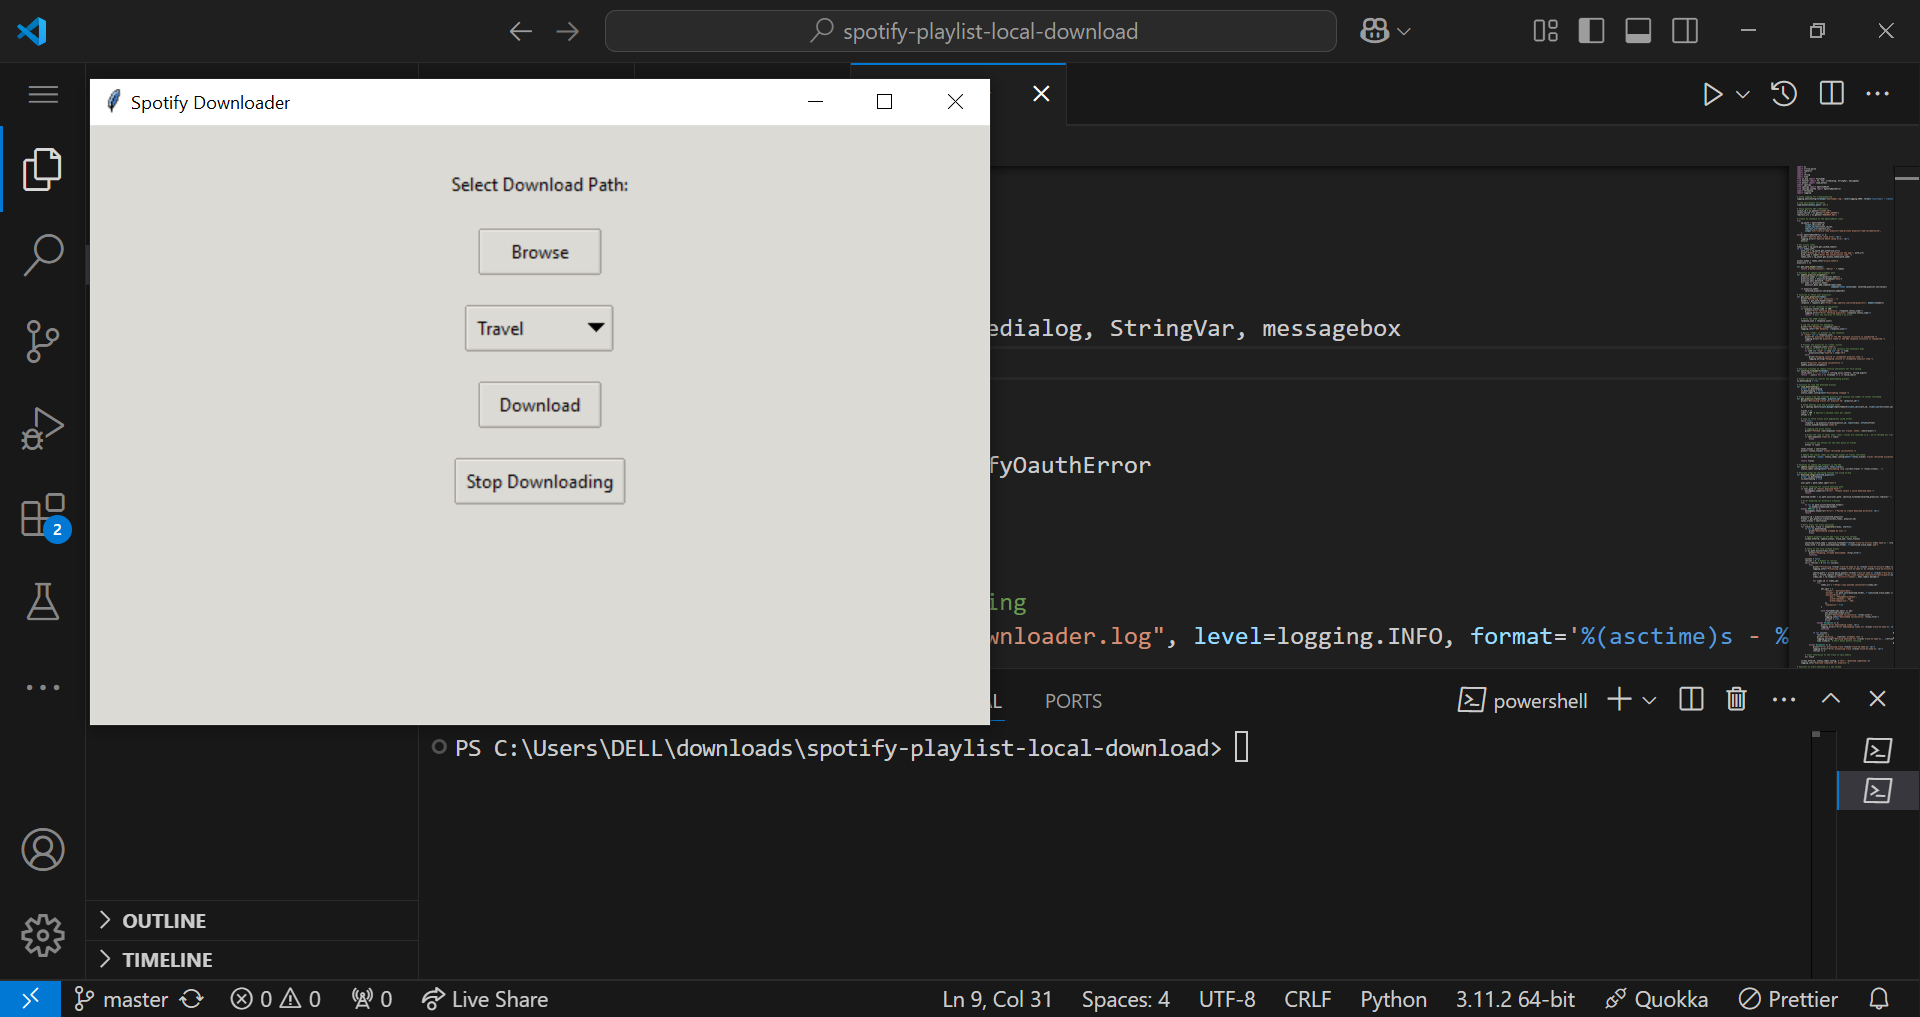 spotify-playlist-local-download
Spotify Downloader
Select Download Path:
Browse
Travel
Download
Stop Downloading
edialog, StringVar, messagebox
fyOauthError
ing
wnloader.log", level=logging.INFO, format='%(asctime)s - %
L
PORTS
powershell
PS C:\Users\DELL\downloads\spotify-playlist-local-download>
2
OUTLINE
TIMELINE
master
0
0
0
Live Share
Ln 9, Col 31
Spaces: 4
UTF-8
CRLF
Python
3.11.2 64-bit
Quokka
Prettier